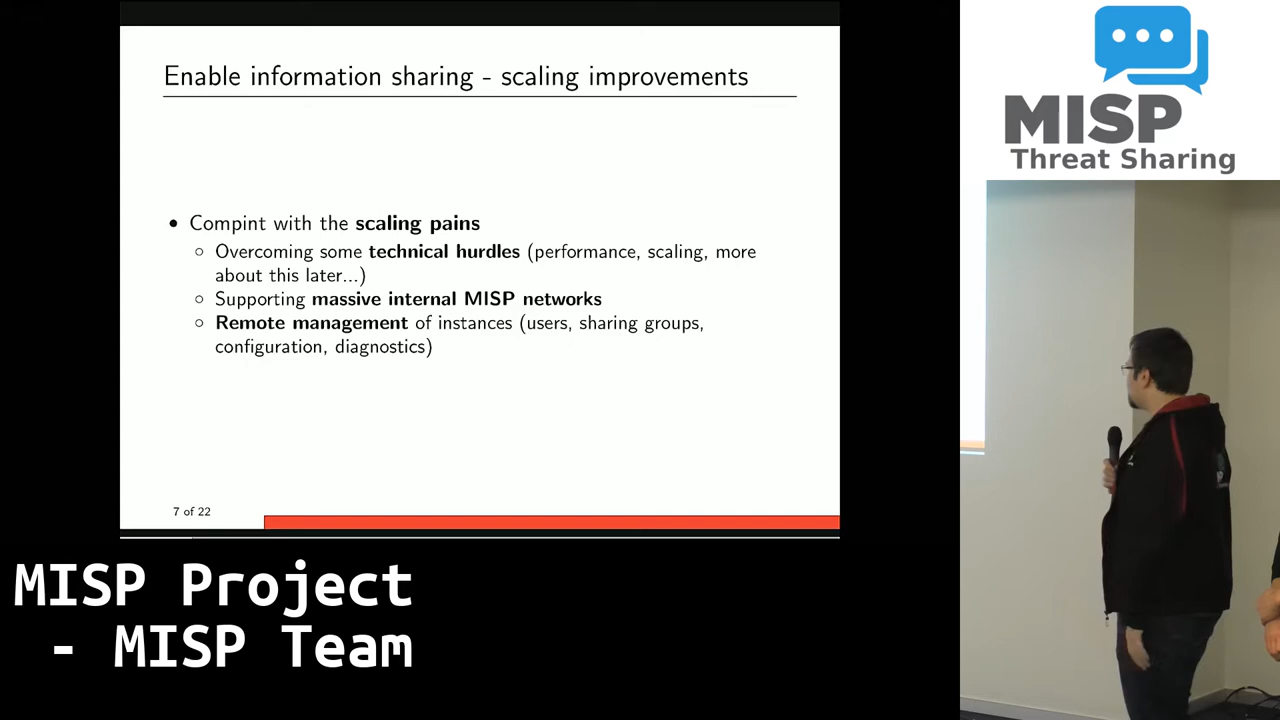 Enable information sharing - scaling improvements
• Compint with the scaling pains
◦ Overcoming some technical hurdles (performance, scaling, more
about this later...)
◦ Supporting massive internal MISP networks
◦ Remote management of instances (users, sharing groups,
configuration, diagnostics)
7 of 22
MISP
Threat Sharing
MISP Project
- MISP Team